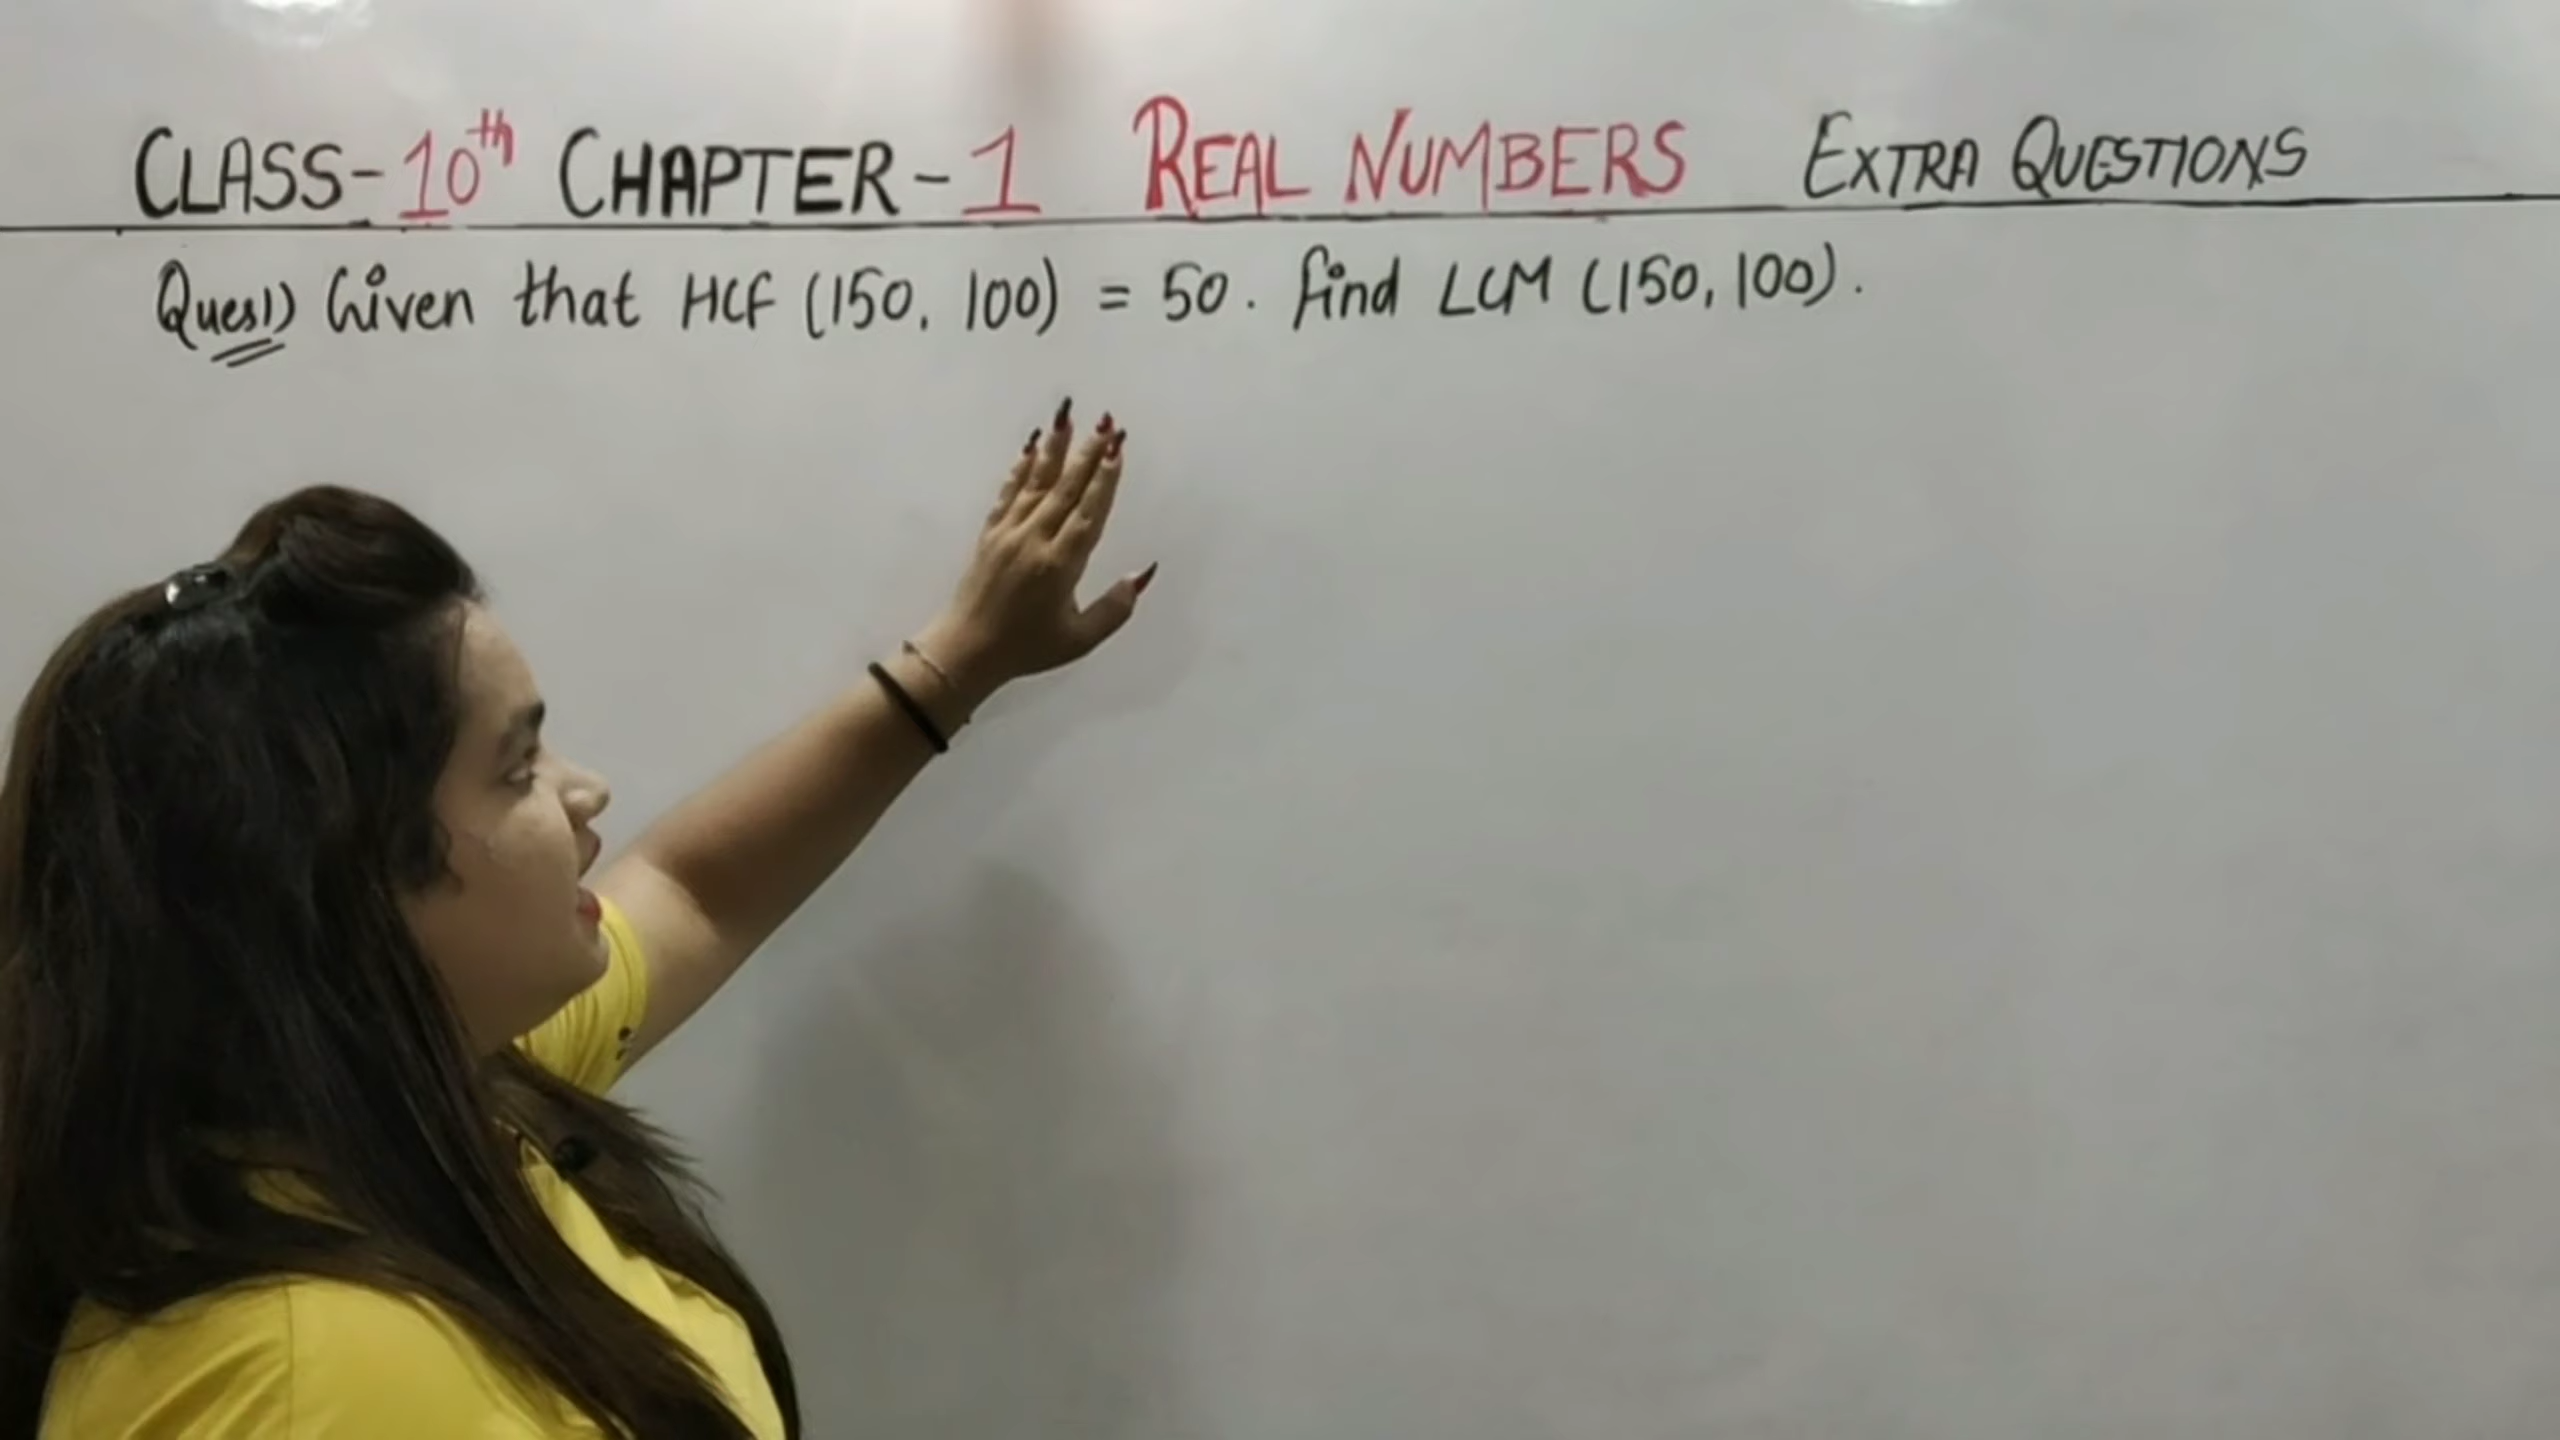 CLASS-10th CHAPTER-1 REAL NUMBERS EXTRA QUESTIONS
Ques1) Given that HCF (150, 100) = 50. find LCM (150, 100).